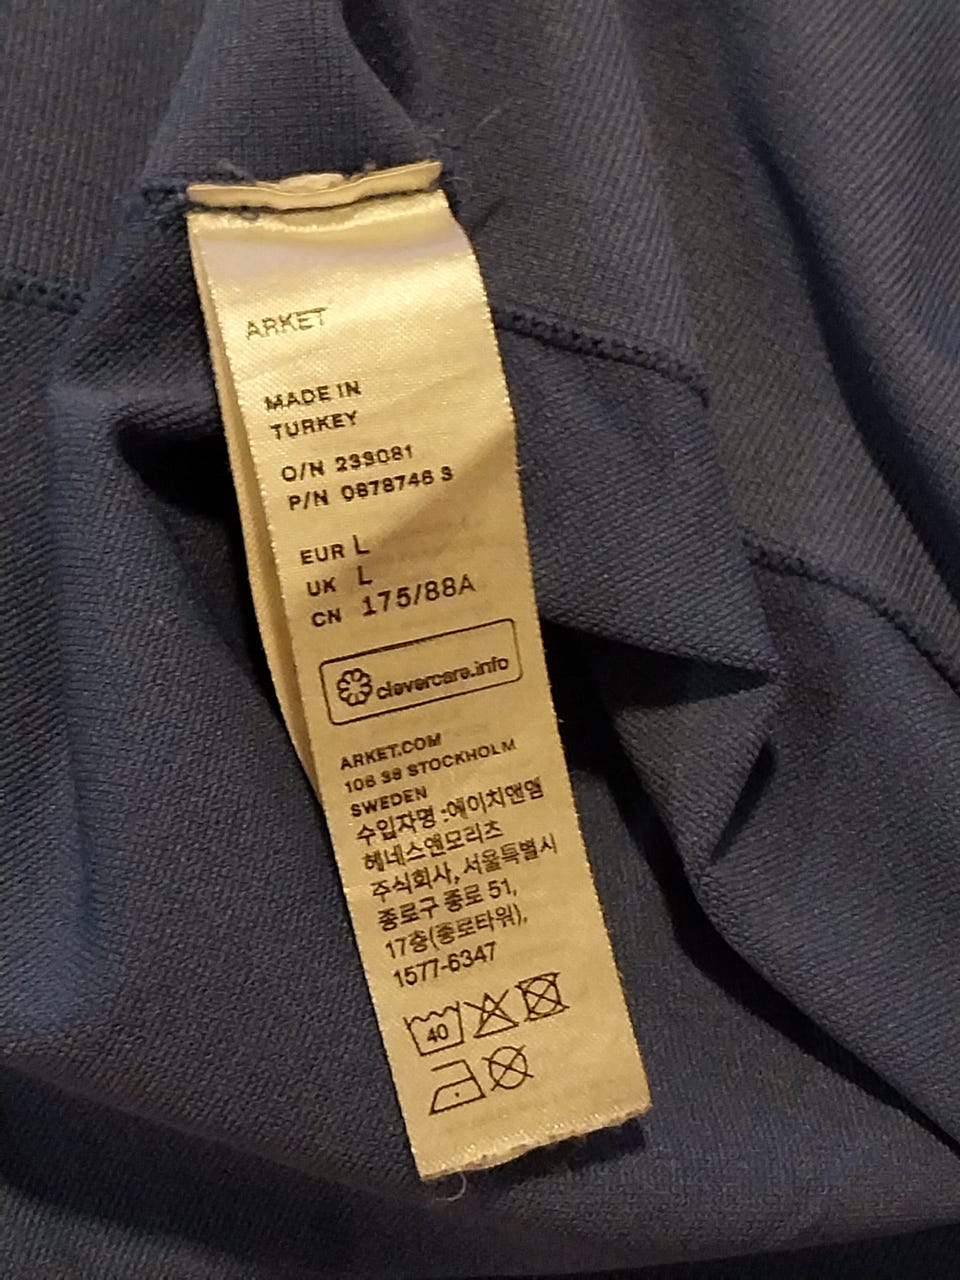 ARKET
MADE IN
TURKEY
O/N 239081
P/N 0878746 3
EUR L
UK L
CN 175/88A
clevercare.info
ARKET.COM
106 38 STOCKHOLM
SWEDEN
수입자명 :에이치앤엠
헤네스앤모리츠
주식회사, 서울특별시
종로구 종로 51,
17층(종로타워),
1577-6347
40